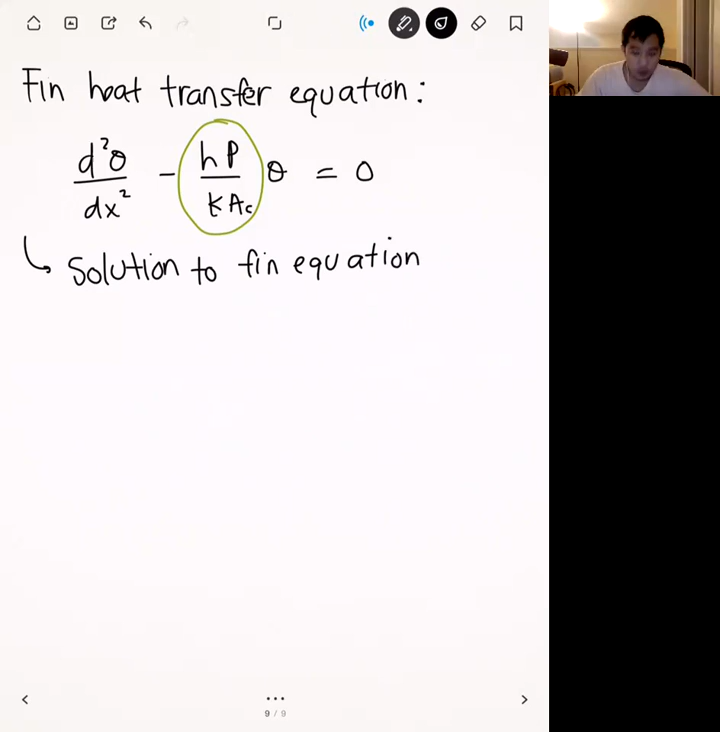 Fin heat transfer equation:
d²θ/dx² - hP/kAc θ = 0
↳ Solution to fin equation
9 / 9